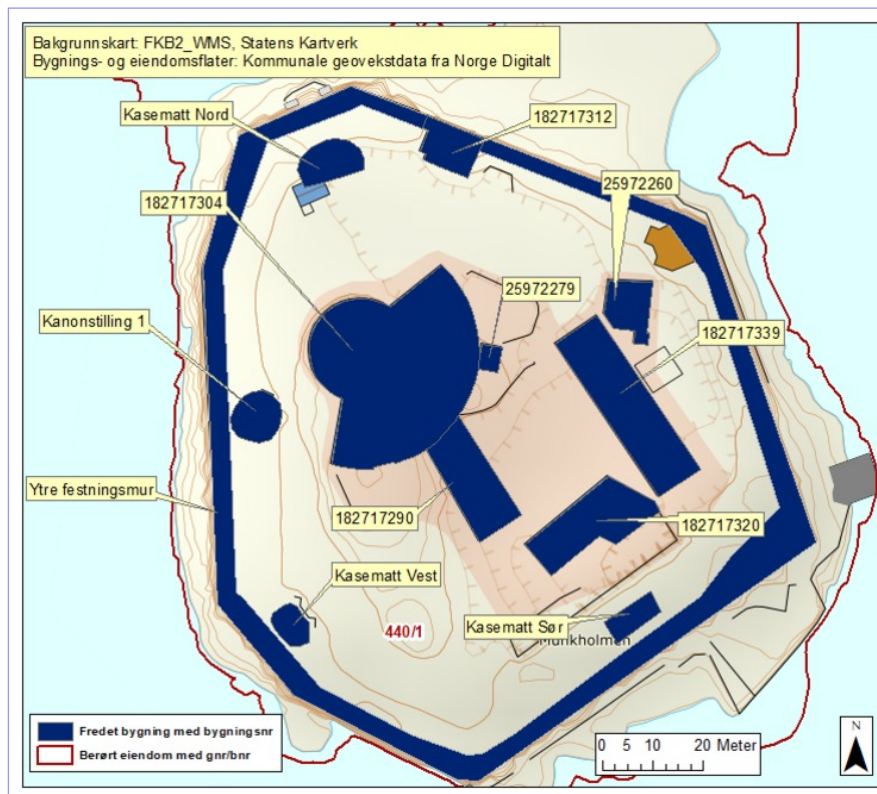 Bakgrunnskart: FKB2_WMS, Statens Kartverk
Bygnings- og eiendomsflater: Kommunale geovekstdata fra Norge Digitalt
Kasematt Nord
182717312
25972260
182717304
25972279
Kanonstilling 1
182717339
Ytre festningsmur
182717290
182717320
Kasematt Vest
440/1
Kasematt Sør
Munkholmen
Fredet bygning med bygningsnr
Berørt eiendom med gnr/bnr
0 5 10 20 Meter
N